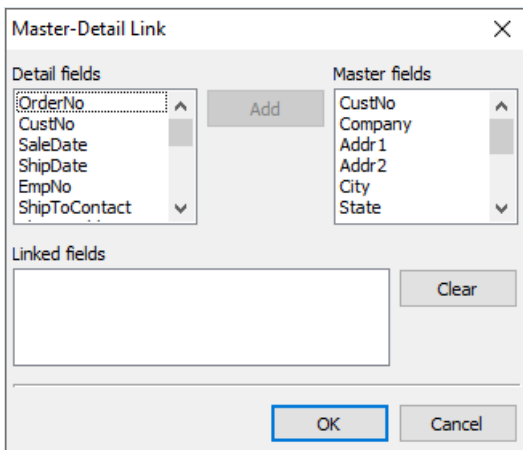 Master-Detail Link
Detail fields
Master fields
OrderNo
CustNo
SaleDate
ShipDate
EmpNo
ShipToContact
Add
CustNo
Company
Addr1
Addr2
City
State
Linked fields
Clear
OK
Cancel